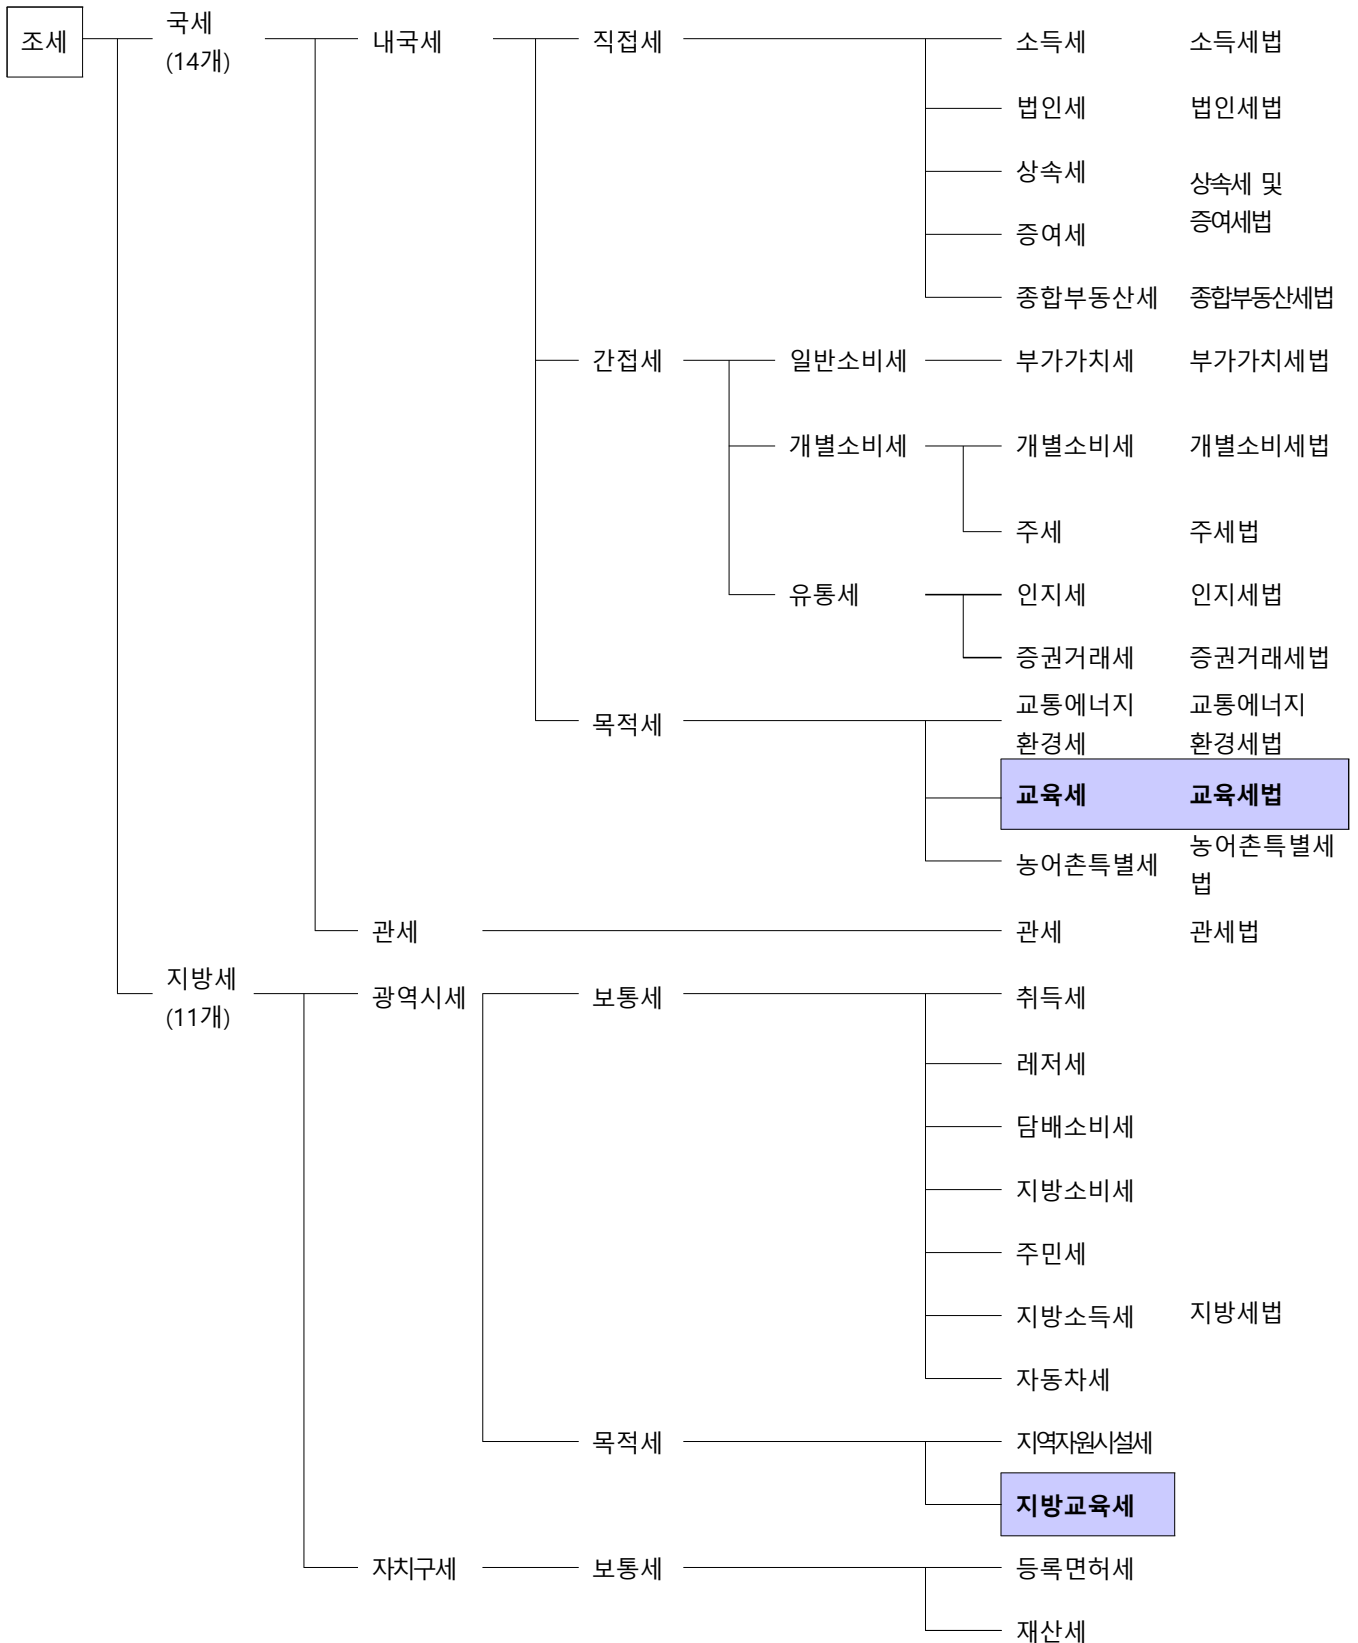 조세
국세
(14개)
내국세
직접세
소득세 소득세법
법인세 법인세법
상속세
상속세 및
증여세법
증여세
종합부동산세 종합부동산세법
간접세
일반소비세
부가가치세 부가가치세법
개별소비세
개별소비세 개별소비세법
주세 주세법
유통세
인지세 인지세법
증권거래세 증권거래세법
목적세
교통에너지
환경세
교통에너지
환경세법
교육세 교육세법
농어촌특별세
농어촌특별세
법
관세
관세 관세법
지방세
(11개)
광역시세
보통세
취득세
레저세
담배소비세
지방소비세
주민세
지방소득세 지방세법
자동차세
목적세
지역자원시설세
지방교육세
자치구세
보통세
등록면허세
재산세